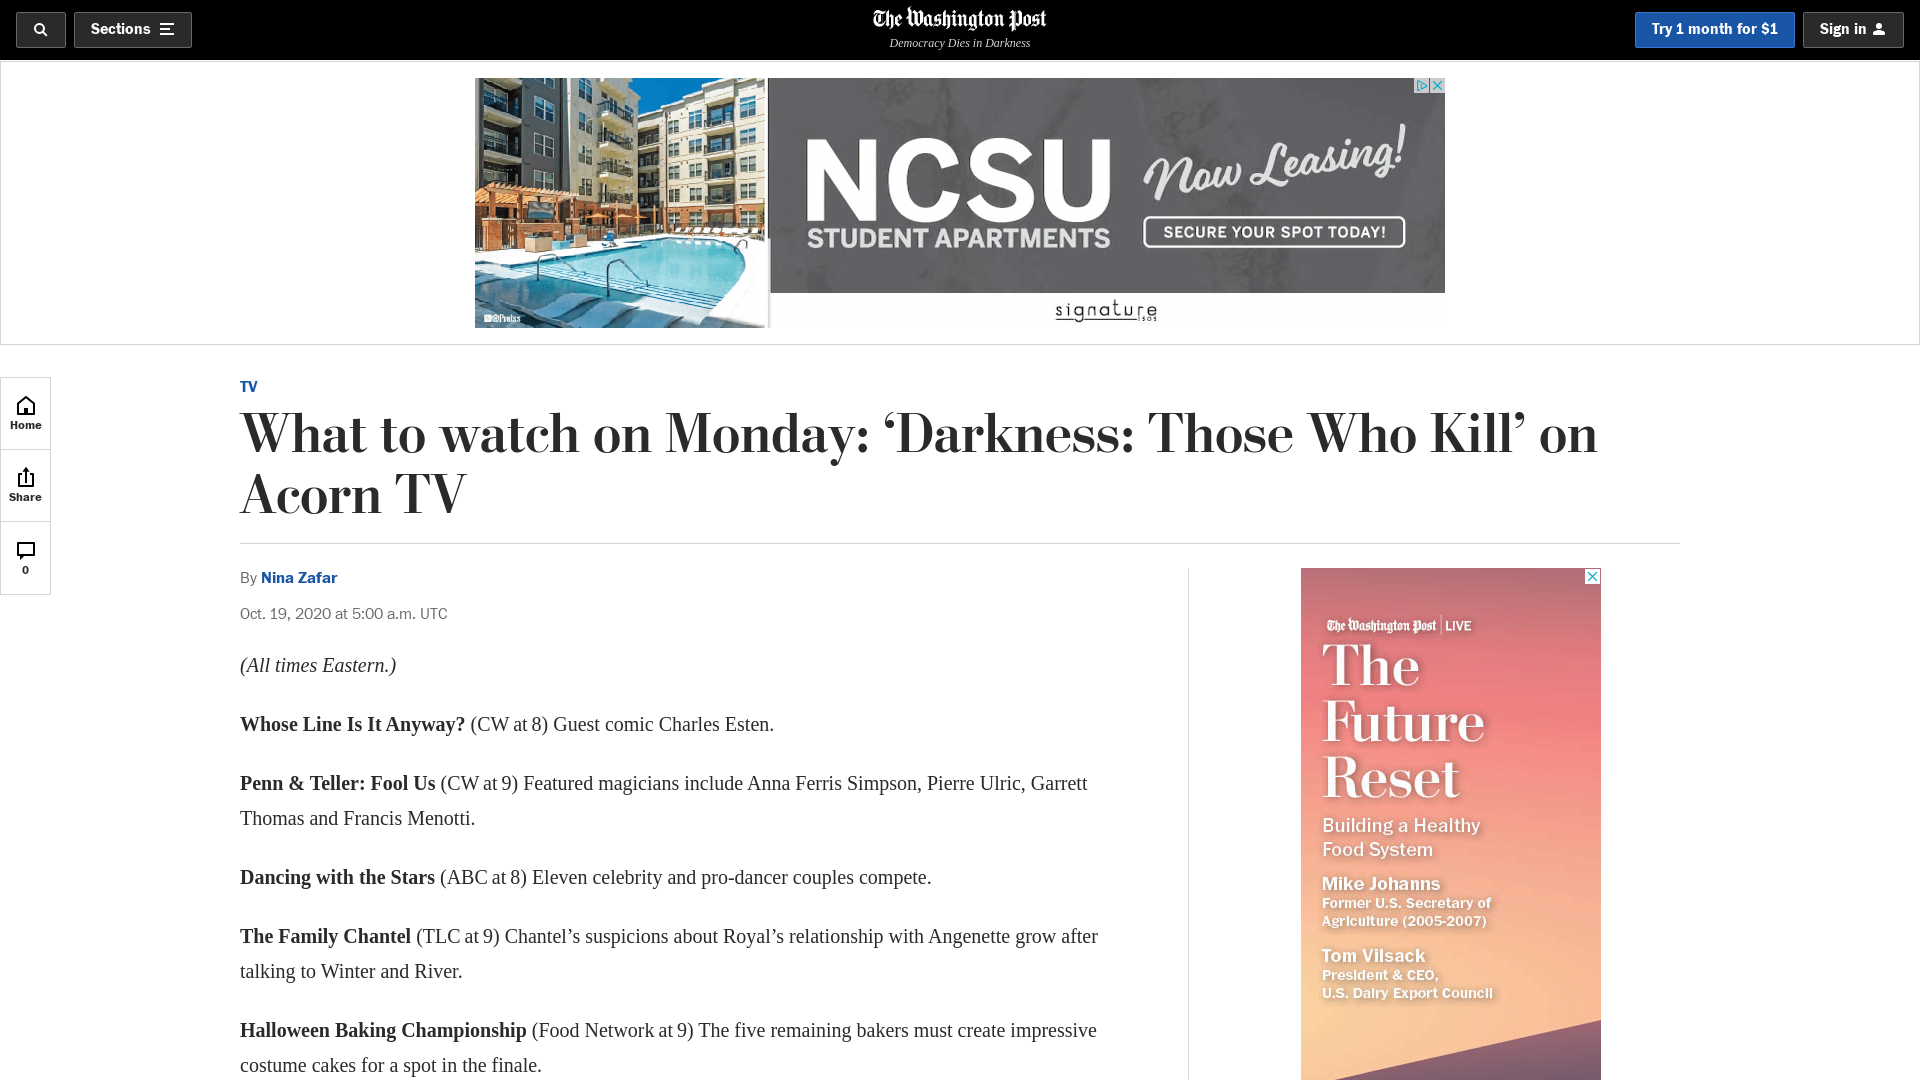 Sections
The Washington Post
Democracy Dies in Darkness
Try 1 month for $1
Sign in
NCSU
STUDENT APARTMENTS
Now Leasing!
SECURE YOUR SPOT TODAY!
signature
1505
Home
Share
0
TV
What to watch on Monday: ‘Darkness: Those Who Kill’ on
Acorn TV
By Nina Zafar
Oct. 19, 2020 at 5:00 a.m. UTC
(All times Eastern.)
Whose Line Is It Anyway? (CW at 8) Guest comic Charles Esten.
Penn & Teller: Fool Us (CW at 9) Featured magicians include Anna Ferris Simpson, Pierre Ulric, Garrett
Thomas and Francis Menotti.
Dancing with the Stars (ABC at 8) Eleven celebrity and pro-dancer couples compete.
The Family Chantel (TLC at 9) Chantel’s suspicions about Royal’s relationship with Angenette grow after
talking to Winter and River.
Halloween Baking Championship (Food Network at 9) The five remaining bakers must create impressive
costume cakes for a spot in the finale.
The Washington Post LIVE
The
Future
Reset
Building a Healthy
Food System
Mike Johanns
Former U.S. Secretary of
Agriculture (2005-2007)
Tom Vilsack
President & CEO,
U.S. Dairy Export Council